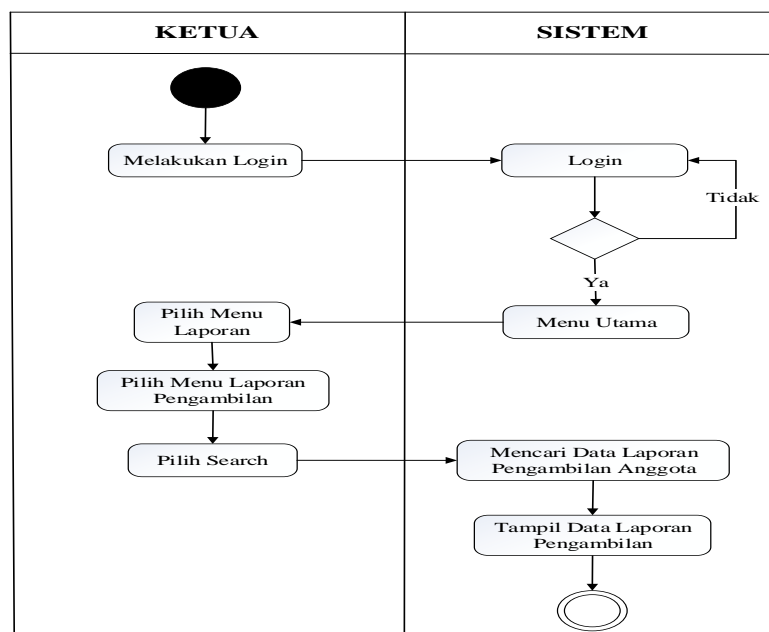 KETUA
SISTEM
Melakukan Login
Login
Tidak
Ya
Pilih Menu
Laporan
Menu Utama
Pilih Menu Laporan
Pengambilan
Pilih Search
Mencari Data Laporan
Pengambilan Anggota
Tampil Data Laporan
Pengambilan